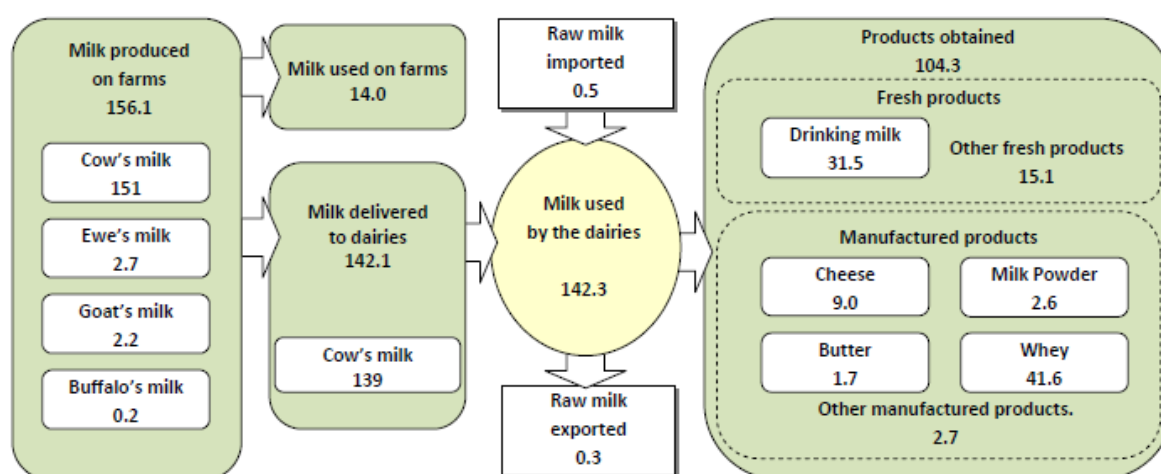 Milk produced
on farms
156.1
Cow's milk
151
Ewe's milk
2.7
Goat's milk
2.2
Buffalo's milk
0.2
Milk used on farms
14.0
Milk delivered
to dairies
142.1
Cow's milk
139
Raw milk
imported
0.5
Milk used
by the dairies
142.3
Raw milk
exported
0.3
Products obtained
104.3
Fresh products
Drinking milk
31.5
Other fresh products
15.1
Manufactured products
Cheese
9.0
Milk Powder
2.6
Butter
1.7
Whey
41.6
Other manufactured products.
2.7